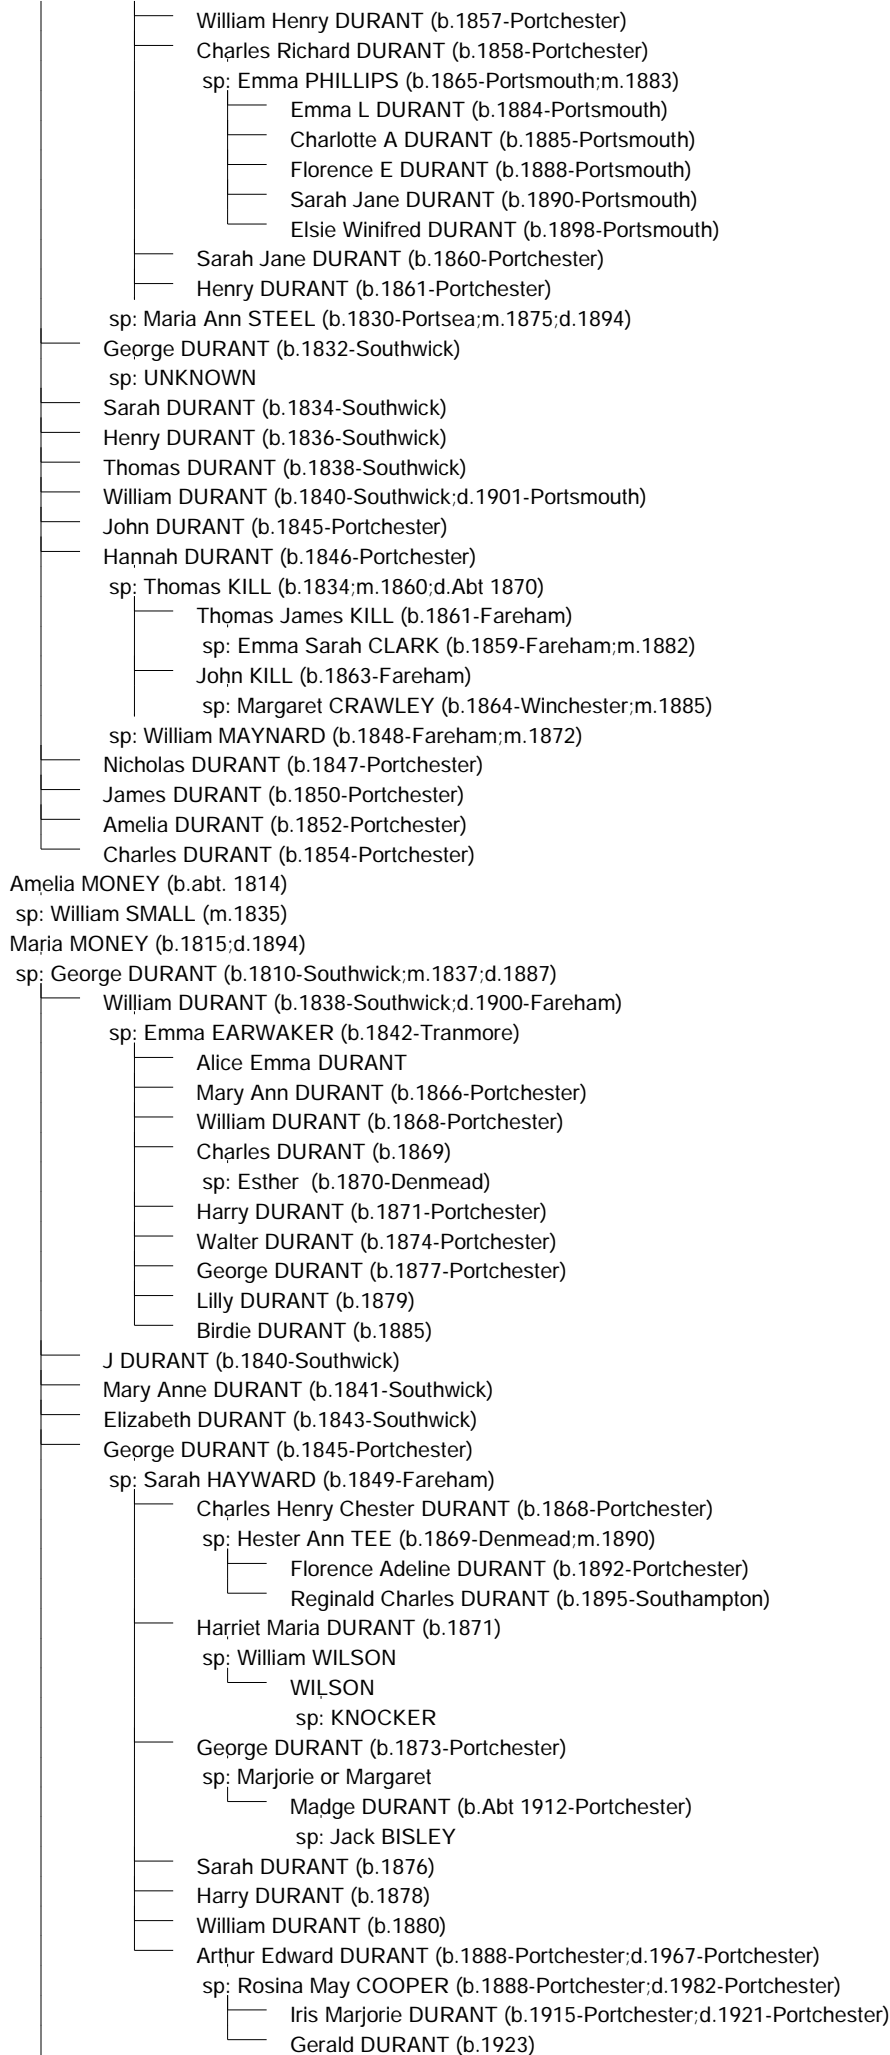 William Henry DURANT (b.1857-Portchester)
Charles Richard DURANT (b.1858-Portchester)
sp: Emma PHILLIPS (b.1865-Portsmouth;m.1883)
Emma L DURANT (b.1884-Portsmouth)
Charlotte A DURANT (b.1885-Portsmouth)
Florence E DURANT (b.1888-Portsmouth)
Sarah Jane DURANT (b.1890-Portsmouth)
Elsie Winifred DURANT (b.1898-Portsmouth)
Sarah Jane DURANT (b.1860-Portchester)
Henry DURANT (b.1861-Portchester)
sp: Maria Ann STEEL (b.1830-Portsea;m.1875;d.1894)
George DURANT (b.1832-Southwick)
sp: UNKNOWN
Sarah DURANT (b.1834-Southwick)
Henry DURANT (b.1836-Southwick)
Thomas DURANT (b.1838-Southwick)
William DURANT (b.1840-Southwick;d.1901-Portsmouth)
John DURANT (b.1845-Portchester)
Hannah DURANT (b.1846-Portchester)
sp: Thomas KILL (b.1834;m.1860;d.Abt 1870)
Thomas James KILL (b.1861-Fareham)
sp: Emma Sarah CLARK (b.1859-Fareham;m.1882)
John KILL (b.1863-Fareham)
sp: Margaret CRAWLEY (b.1864-Winchester;m.1885)
sp: William MAYNARD (b.1848-Fareham;m.1872)
Nicholas DURANT (b.1847-Portchester)
James DURANT (b.1850-Portchester)
Amelia DURANT (b.1852-Portchester)
Charles DURANT (b.1854-Portchester)
Amelia MONEY (b.abt. 1814)
sp: William SMALL (m.1835)
Maria MONEY (b.1815;d.1894)
sp: George DURANT (b.1810-Southwick;m.1837;d.1887)
William DURANT (b.1838-Southwick;d.1900-Fareham)
sp: Emma EARWAKER (b.1842-Tranmore)
Alice Emma DURANT
Mary Ann DURANT (b.1866-Portchester)
William DURANT (b.1868-Portchester)
Charles DURANT (b.1869)
sp: Esther  (b.1870-Denmead)
Harry DURANT (b.1871-Portchester)
Walter DURANT (b.1874-Portchester)
George DURANT (b.1877-Portchester)
Lilly DURANT (b.1879)
Birdie DURANT (b.1885)
J DURANT (b.1840-Southwick)
Mary Anne DURANT (b.1841-Southwick)
Elizabeth DURANT (b.1843-Southwick)
George DURANT (b.1845-Portchester)
sp: Sarah HAYWARD (b.1849-Fareham)
Charles Henry Chester DURANT (b.1868-Portchester)
sp: Hester Ann TEE (b.1869-Denmead;m.1890)
Florence Adeline DURANT (b.1892-Portchester)
Reginald Charles DURANT (b.1895-Southampton)
Harriet Maria DURANT (b.1871)
sp: William WILSON
WILSON
sp: KNOCKER
George DURANT (b.1873-Portchester)
sp: Marjorie or Margaret
Madge DURANT (b.Abt 1912-Portchester)
sp: Jack BISLEY
Sarah DURANT (b.1876)
Harry DURANT (b.1878)
William DURANT (b.1880)
Arthur Edward DURANT (b.1888-Portchester;d.1967-Portchester)
sp: Rosina May COOPER (b.1888-Portchester;d.1982-Portchester)
Iris Marjorie DURANT (b.1915-Portchester;d.1921-Portchester)
Gerald DURANT (b.1923)